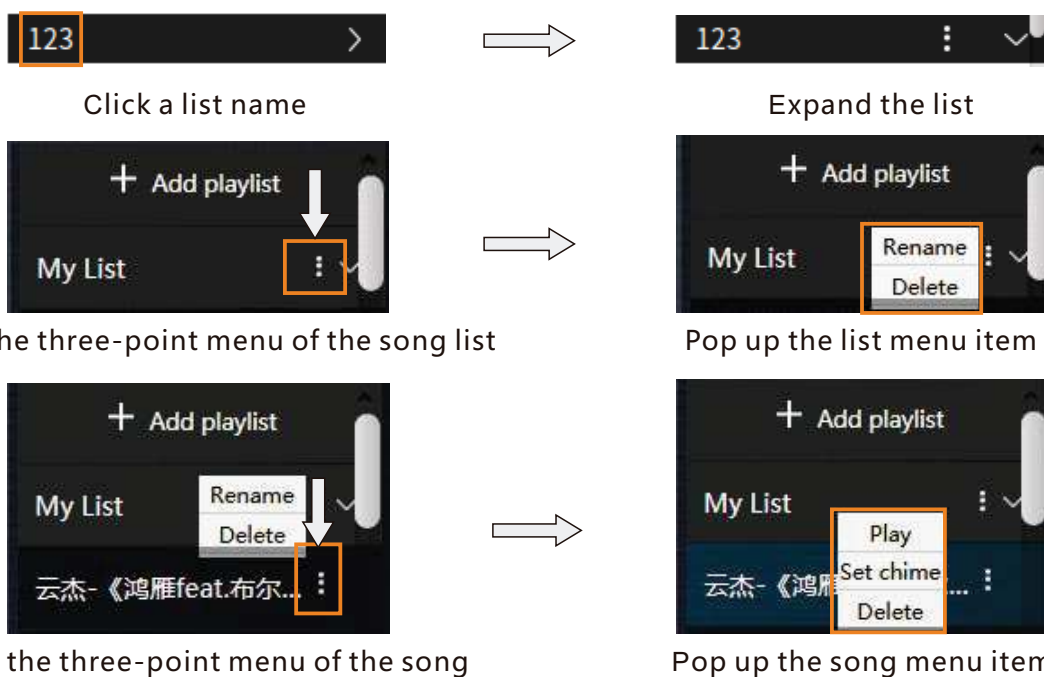 123
123
Click a list name
Expand the list
Add playlist
Add playlist
My List
My List
Rename
Delete
he three-point menu of the song list
Pop up the list menu item
Add playlist
Add playlist
My List
Rename
Delete
My List
Play
云杰-《鸿雁feat.布尔...
云杰-《鸿
Set chime
...
Delete
the three-point menu of the song
Pop up the song menu item